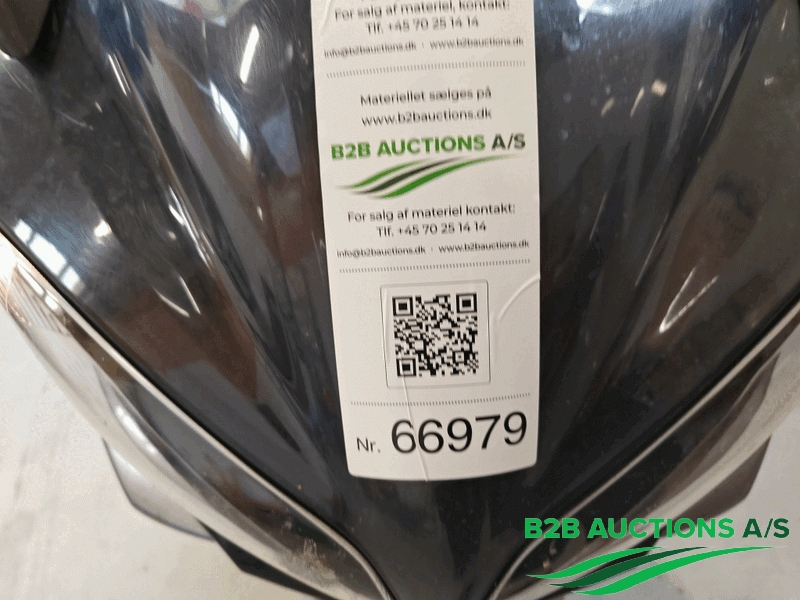 For salg af materiel, kontakt:
Tlf. +45 70 25 14 14
info@b2bauctions.dk · www.b2bauctions.dk
Materiellet sælges på
www.b2bauctions.dk
B2B AUCTIONS A/S
For salg af materiel kontakt:
Tlf. +45 70 25 14 14
info@b2bauctions.dk · www.b2bauctions.dk
Nr. 66979
B2B AUCTIONS A/S